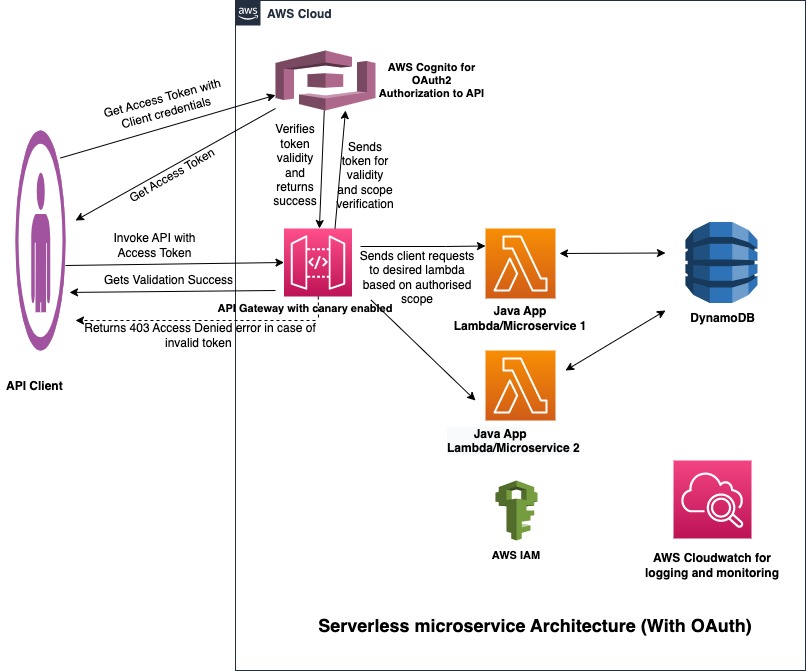 aws
AWS Cloud
AWS Cognito for
OAuth2
Authorization to API
Get Access Token with
Client credentials
Get Access Token
Verifies
token
validity
and
returns
success
Sends
token for
validity
and scope
verification
Invoke API with
Access Token
Gets Validation Success
API Gateway with canary enabled
Returns 403 Access Denied error in case of
invalid token
API Client
Sends client requests
to desired lambda
based on authorised
scope
Java App
Lambda/Microservice 1
DynamoDB
Java App
Lambda/Microservice 2
AWS IAM
AWS Cloudwatch for
logging and monitoring
Serverless microservice Architecture (With OAuth)